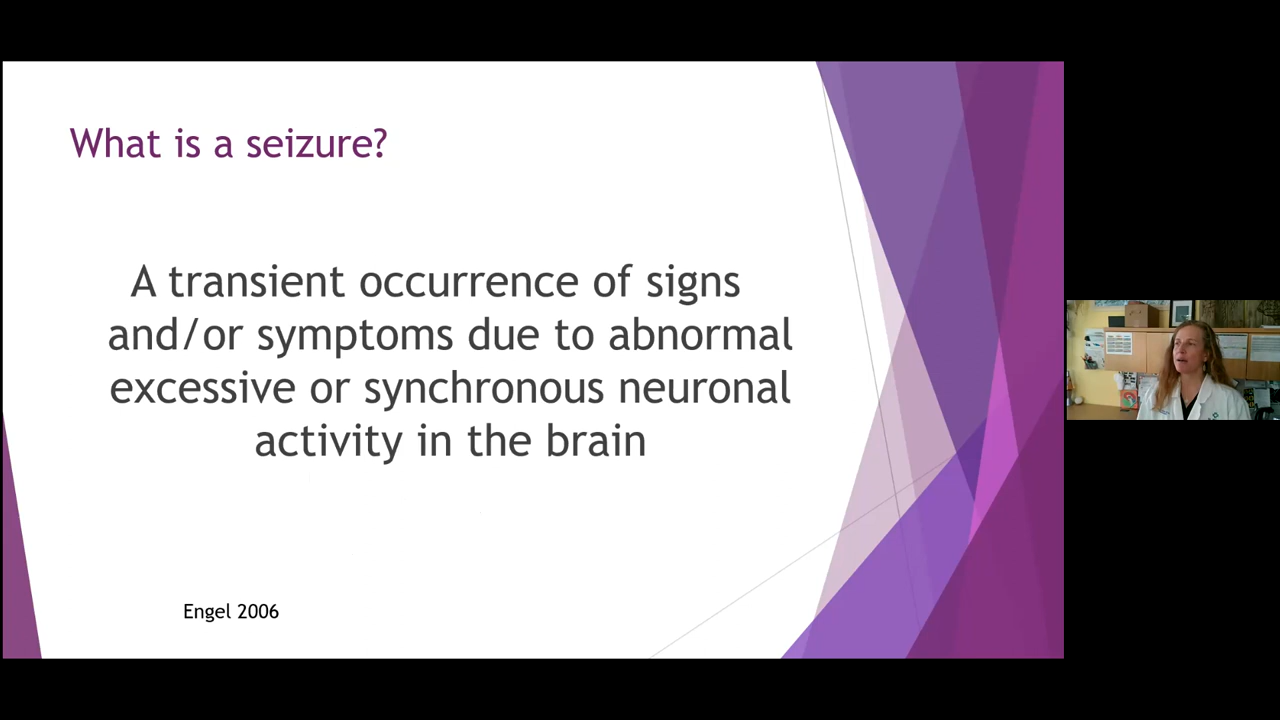 What is a seizure?
A transient occurrence of signs
and/or symptoms due to abnormal
excessive or synchronous neuronal
activity in the brain
Engel 2006